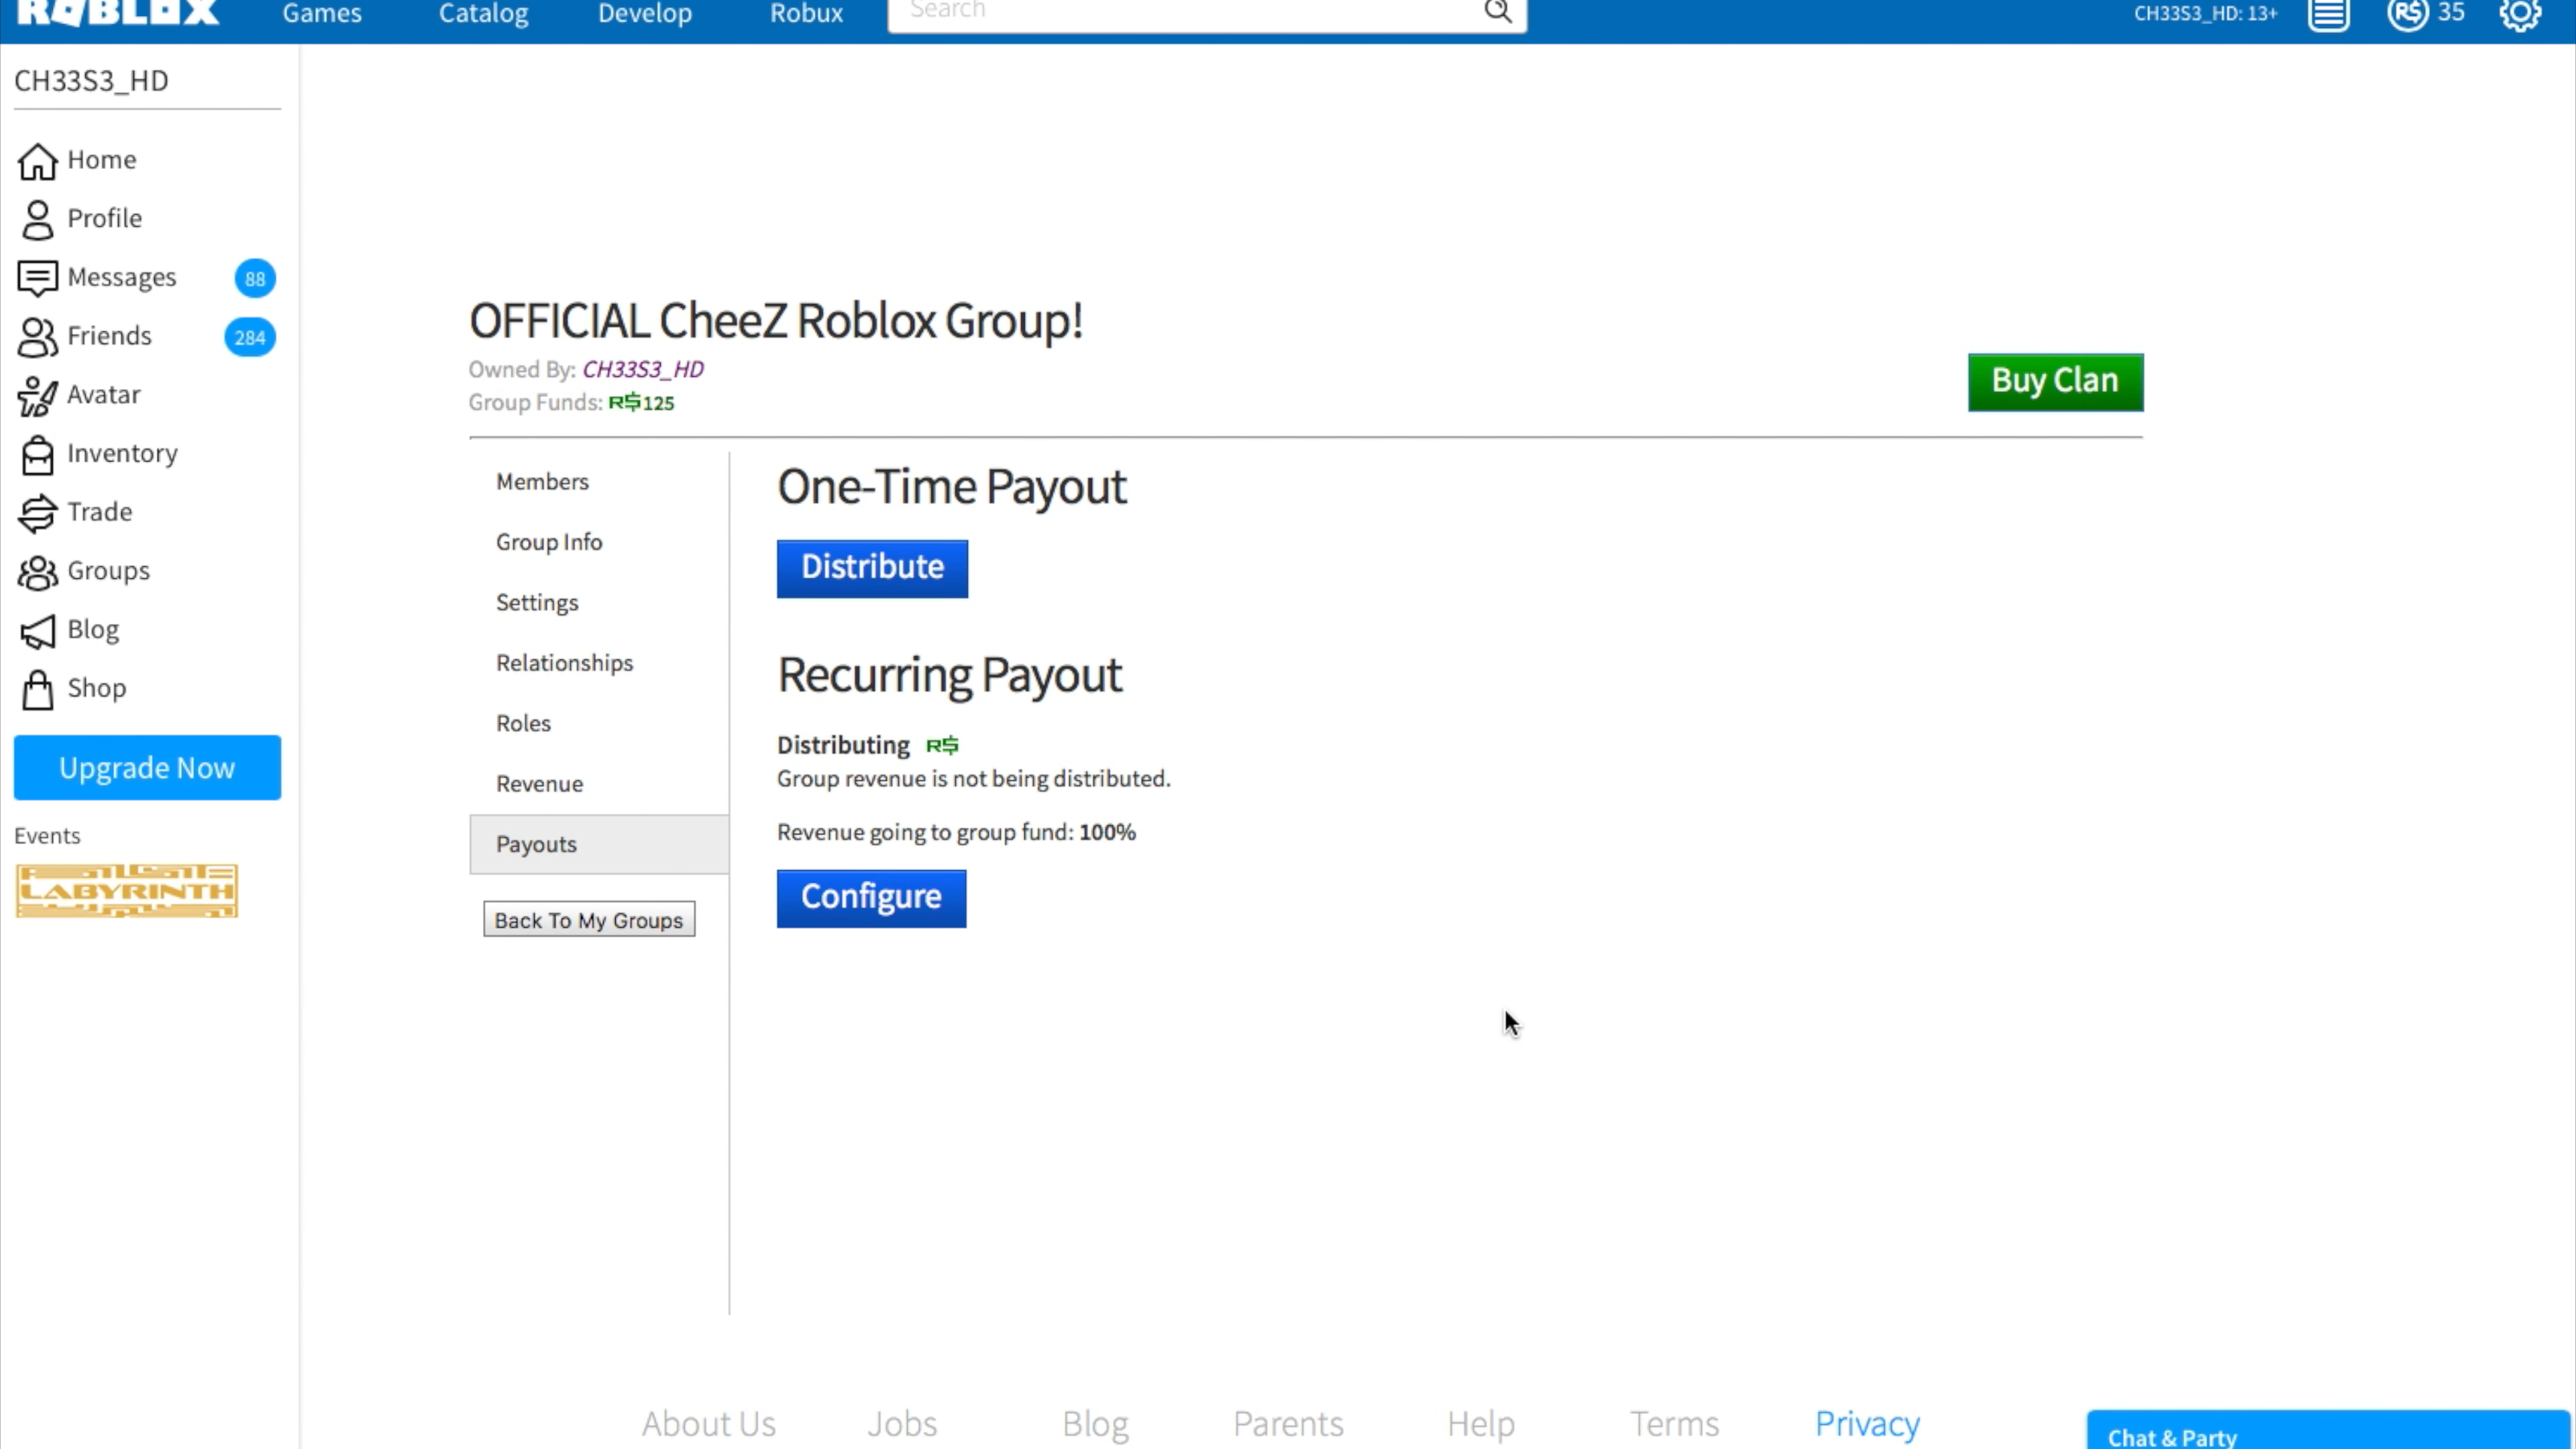 ROBLOX Games Catalog Develop Robux Search CH33S3_HD: 13+ R$ 35
CH33S3_HD
Home
Profile
Messages 88
Friends 284
Avatar
Inventory
Trade
Groups
Blog
Shop
Upgrade Now
Events
LABYRINTH
OFFICIAL CheeZ Roblox Group!
Owned By: CH33S3_HD
Group Funds: R$125
Buy Clan
Members
Group Info
Settings
Relationships
Roles
Revenue
Payouts
Back To My Groups
One-Time Payout
Distribute
Recurring Payout
Distributing R$
Group revenue is not being distributed.
Revenue going to group fund: 100%
Configure
About Us Jobs Blog Parents Help Terms Privacy
Chat & Party